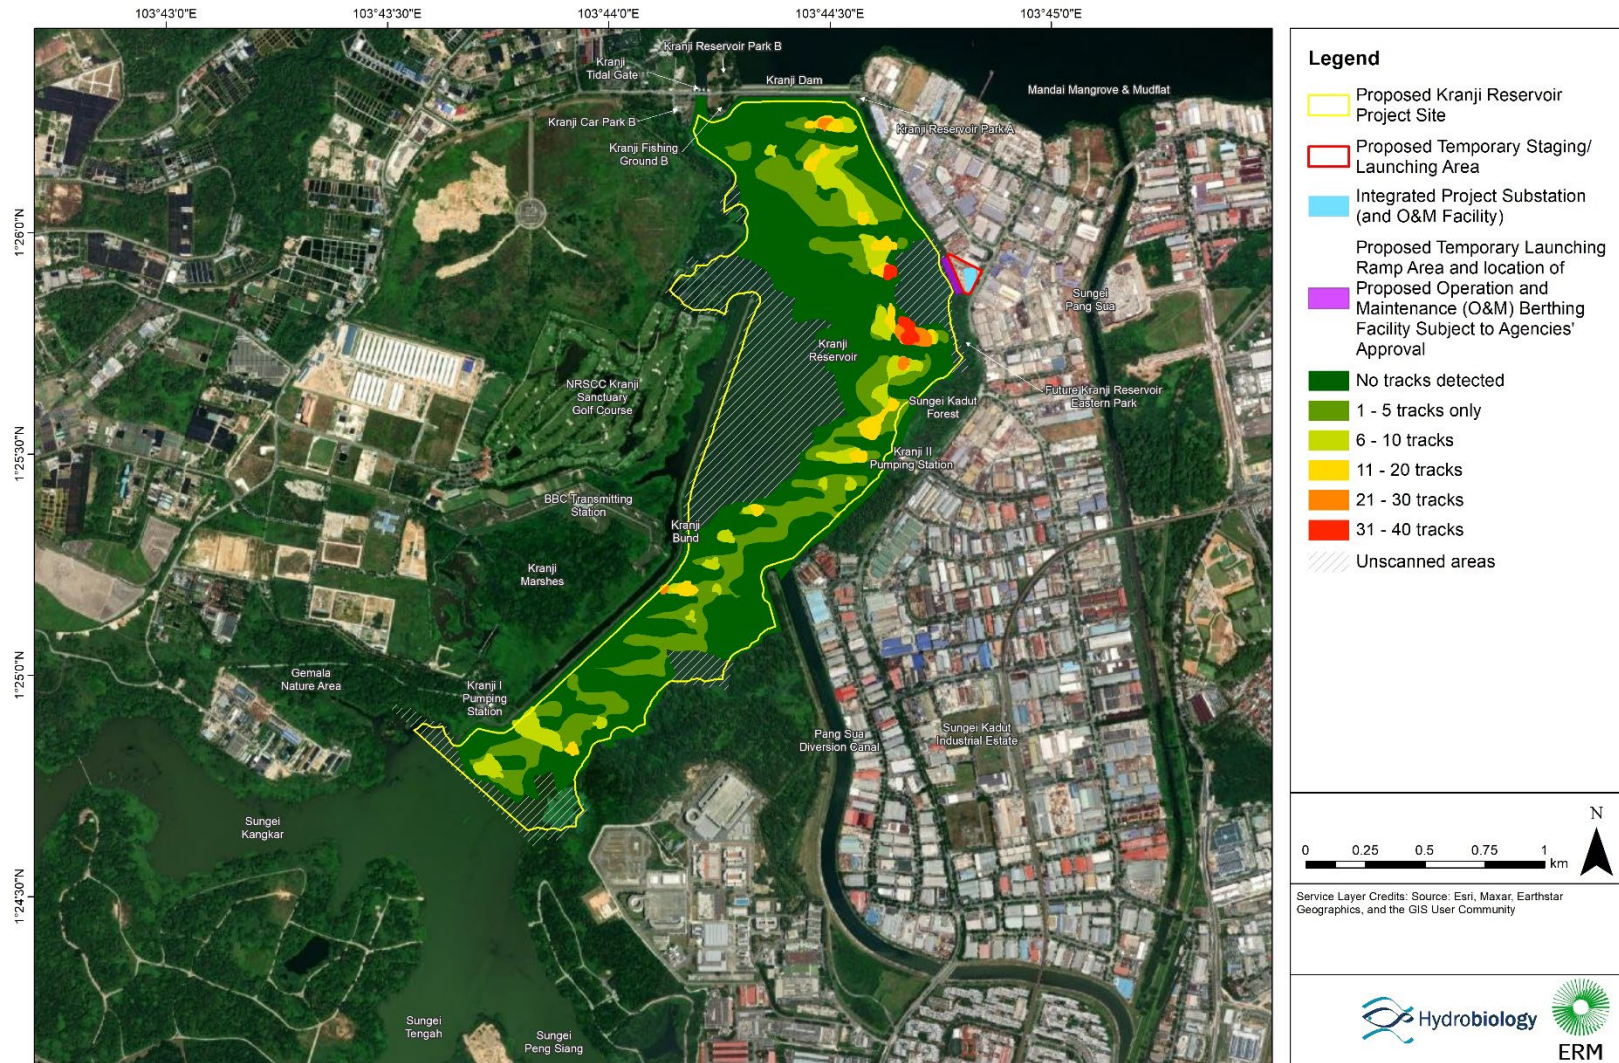 103°43'0"E
103°43'30"E
103°44'0"E
103°44'30"E
103°45'0"E
1°26'0"N
1°25'30"N
1°25'0"N
1°24'30"N
Kranji Reservoir Park B
Kranji
Tidal Gate
Kranji Dam
Mandai Mangrove & Mudflat
Kranji Car Park B
Kranji Reservoir Park A
Kranji Fishing
Ground B
Sungei
Pang Sua
Kranji
Reservoir
NRSCC Kranji
Sanctuary
Golf Course
Future Kranji Reservoir
Eastern Park
Sungei Kadut
Forest
Kranji II
Pumping Station
BBC Transmitting
Station
Kranji
Bund
Kranji
Marshes
Gemala
Nature Area
Kranji I
Pumping
Station
Pang Sua
Diversion Canal
Sungei Kadut
Industrial Estate
Sungei
Kangkar
Sungei
Tengah
Sungei
Peng Siang
Legend
Proposed Kranji Reservoir
Project Site
Proposed Temporary Staging/
Launching Area
Integrated Project Substation
(and O&M Facility)
Proposed Temporary Launching
Ramp Area and location of
Proposed Operation and
Maintenance (O&M) Berthing
Facility Subject to Agencies'
Approval
No tracks detected
1 - 5 tracks only
6 - 10 tracks
11 - 20 tracks
21 - 30 tracks
31 - 40 tracks
Unscanned areas
N
0 0.25 0.5 0.75 1
km
Service Layer Credits: Source: Esri, Maxar, Earthstar
Geographics, and the GIS User Community
Hydrobiology
ERM